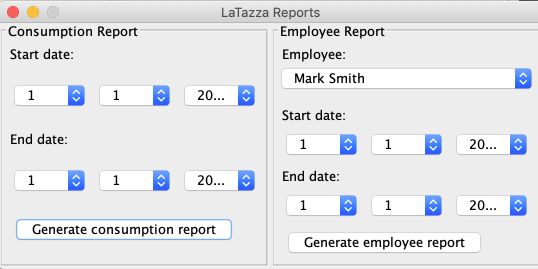 LaTazza Reports
Consumption Report
Start date:
1 1 20...
End date:
1 1 20...
Generate consumption report
Employee Report
Employee:
Mark Smith
Start date:
1 1 20...
End date:
1 1 20...
Generate employee report